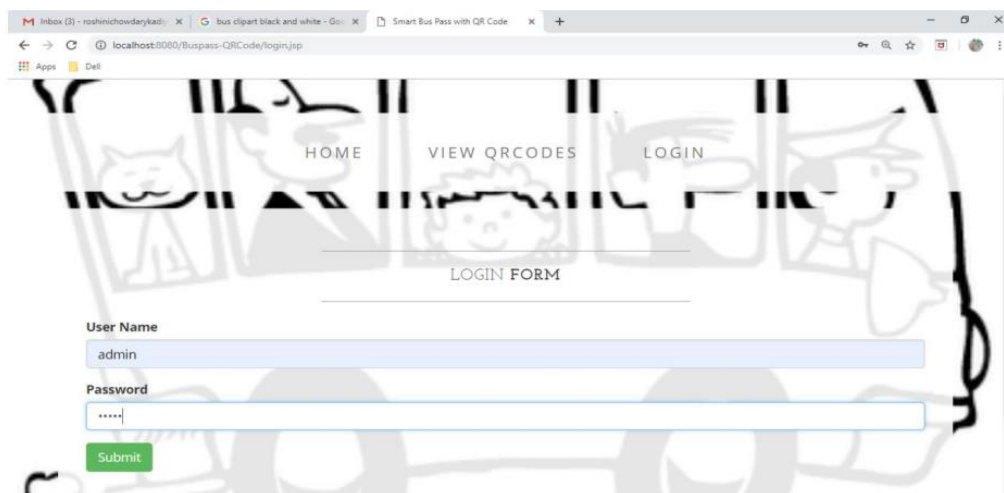 Inbox (3) - roshinichowdarykady
bus clipart black and white - Goo
Smart Bus Pass with QR Code
localhost:8080/Buspass-QRCode/login.jsp
Apps
Dell
HOME VIEW QRCODES LOGIN
LOGIN FORM
User Name
admin
Password
•••••
Submit